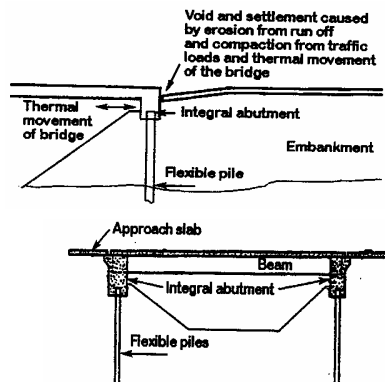 Void and settlement caused
by erosion from run off
and compaction from traffic
loads and thermal movement
of the bridge
Thermal
movement
of bridge
Integral abutment
Embankment
Flexible pile
Approach slab
Beam
Integral abutment
Flexible piles